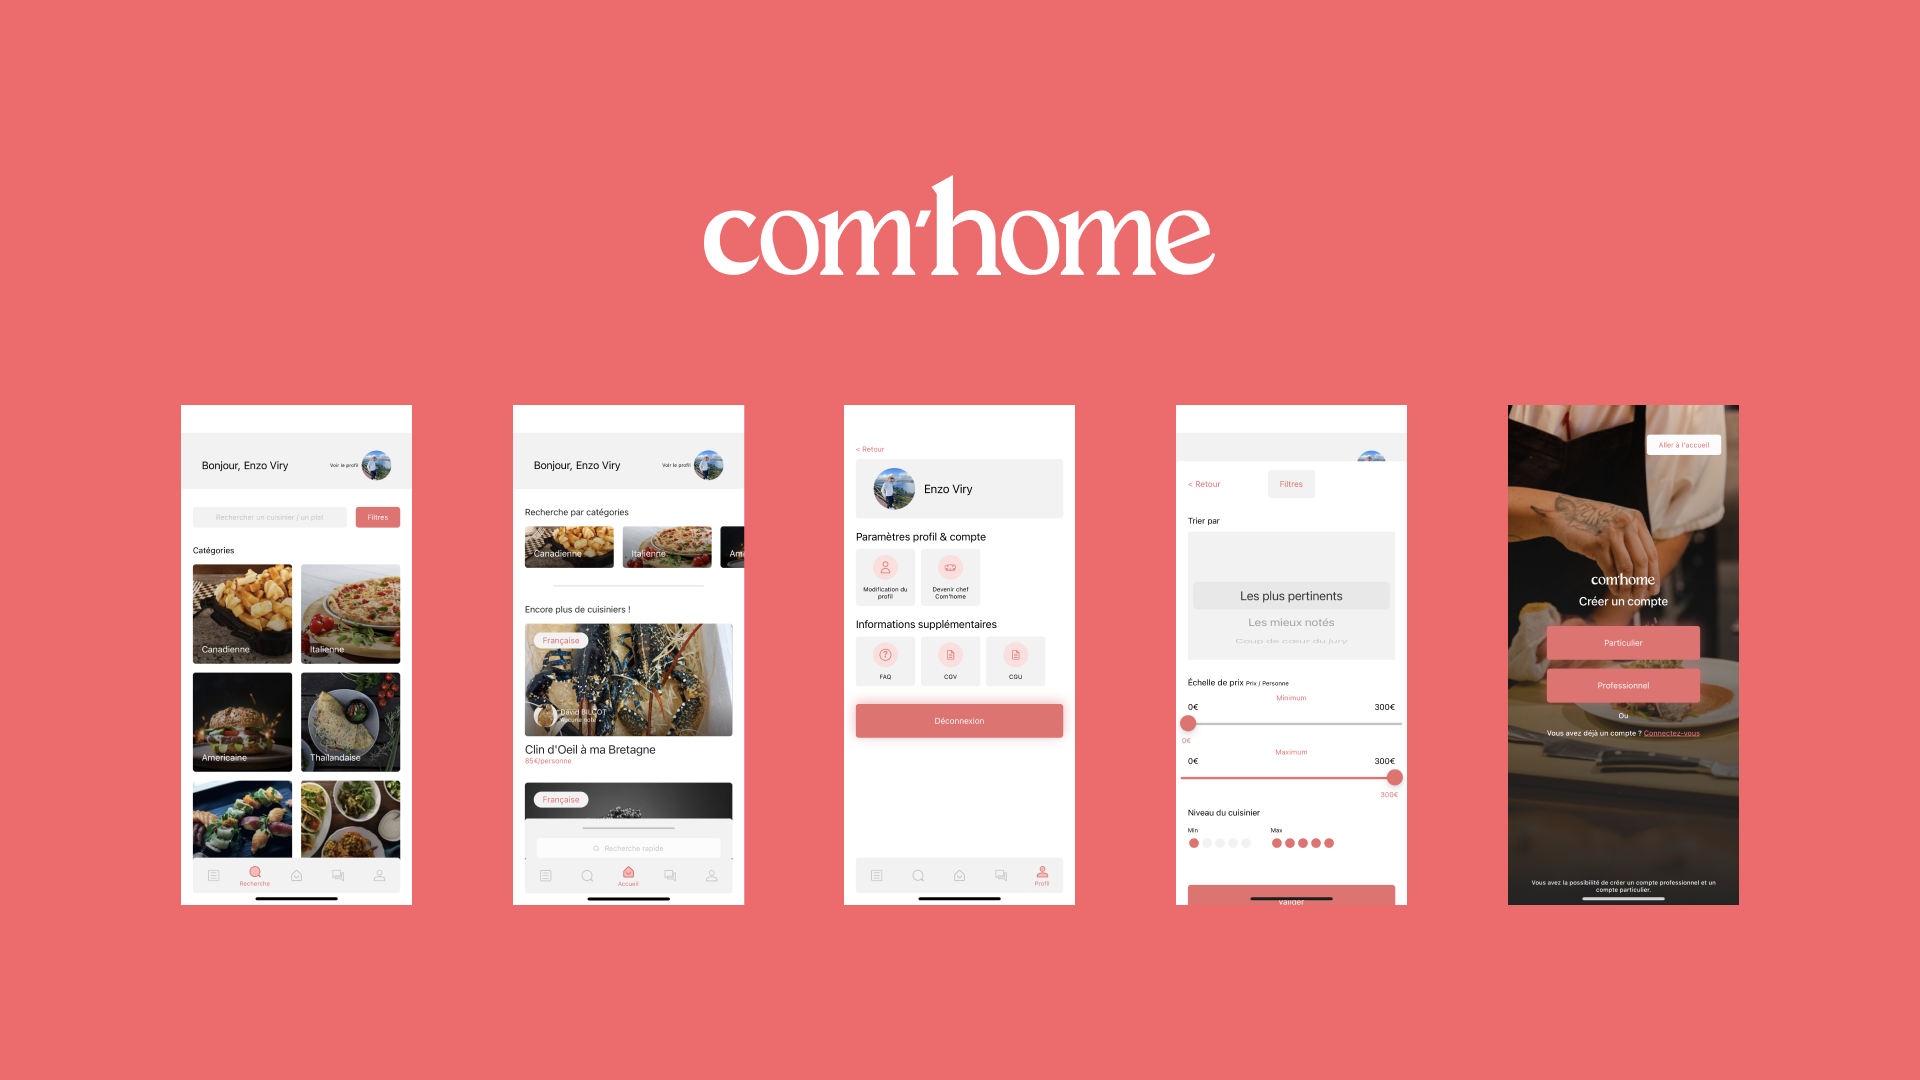 com'home
Bonjour, Enzo Viry
Voir le profil
Rechercher un cuisinier / un plat
Filtres
Catégories
Canadienne
Italienne
Américaine
Thaïlandaise
Recherche
Bonjour, Enzo Viry
Voir le profil
Recherche par catégories
Canadienne
Italienne
Am
Encore plus de cuisiniers !
Française
David BILCOT
Aucune note
Clin d'Oeil à ma Bretagne
85€/personne
Française
Recherche rapide
Accueil
< Retour
Enzo Viry
Paramètres profil & compte
Modification du
profil
Devenir chef
Com'home
Informations supplémentaires
FAQ
CGV
CGU
Déconnexion
Profil
< Retour
Filtres
Trier par
Les plus pertinents
Les mieux notés
Coup de cœur du jury
Échelle de prix Prix / Personne
Minimum
0€
300€
0€
Maximum
0€
300€
300€
Niveau du cuisinier
Min
Max
Valider
Aller à l'accueil
com'home
Créer un compte
Particulier
Professionnel
Ou
Vous avez déjà un compte ? Connectez-vous
Vous avez la possibilité de créer un compte professionnel et un
compte particulier.